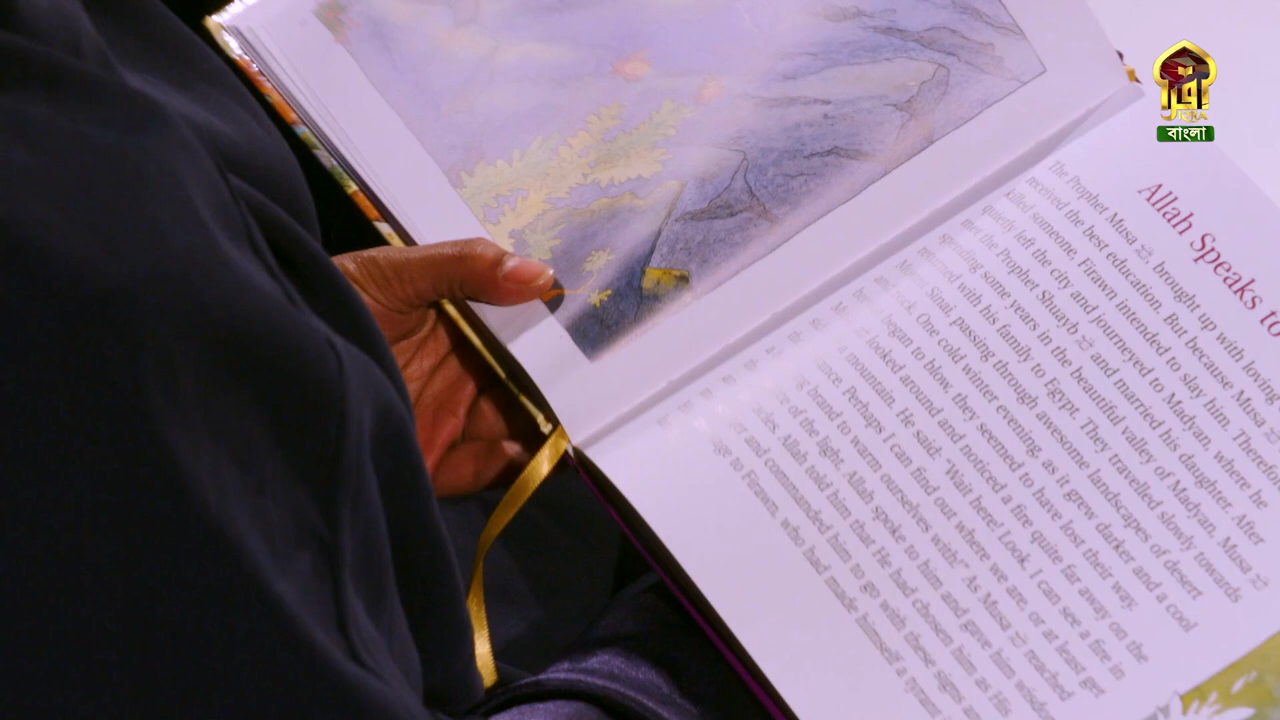 বাংলা
Allah Speaks to
The Prophet Musa ﷺ brought up with loving
received the best education. But because Musa ﷺ
killed someone, Firawn intended to slay him. Therefo
quietly left the city and journeyed to Madyan, where he
met the Prophet Shuayb ﷺ and married his daughter. After
spending some years in the beautiful valley of Madyan, Musa ﷺ
returned with his family to Egypt. They travelled slowly towards
Sinai, passing through awesome landscapes of desert
One cold winter evening, as it grew darker and a cool
began to blow, they seemed to have lost their way.
looked around and noticed a fire quite far away on the
mountain. He said: "Wait here! Look, I can see a fire in
Perhaps I can find out where we are, or at least get
brand to warm ourselves with!" As Musa ﷺ reached
of the light, Allah spoke to him and gave him wisdom
Allah told him that He had chosen him as His
and commanded him to go with these signs
to Firawn, who had made himself a